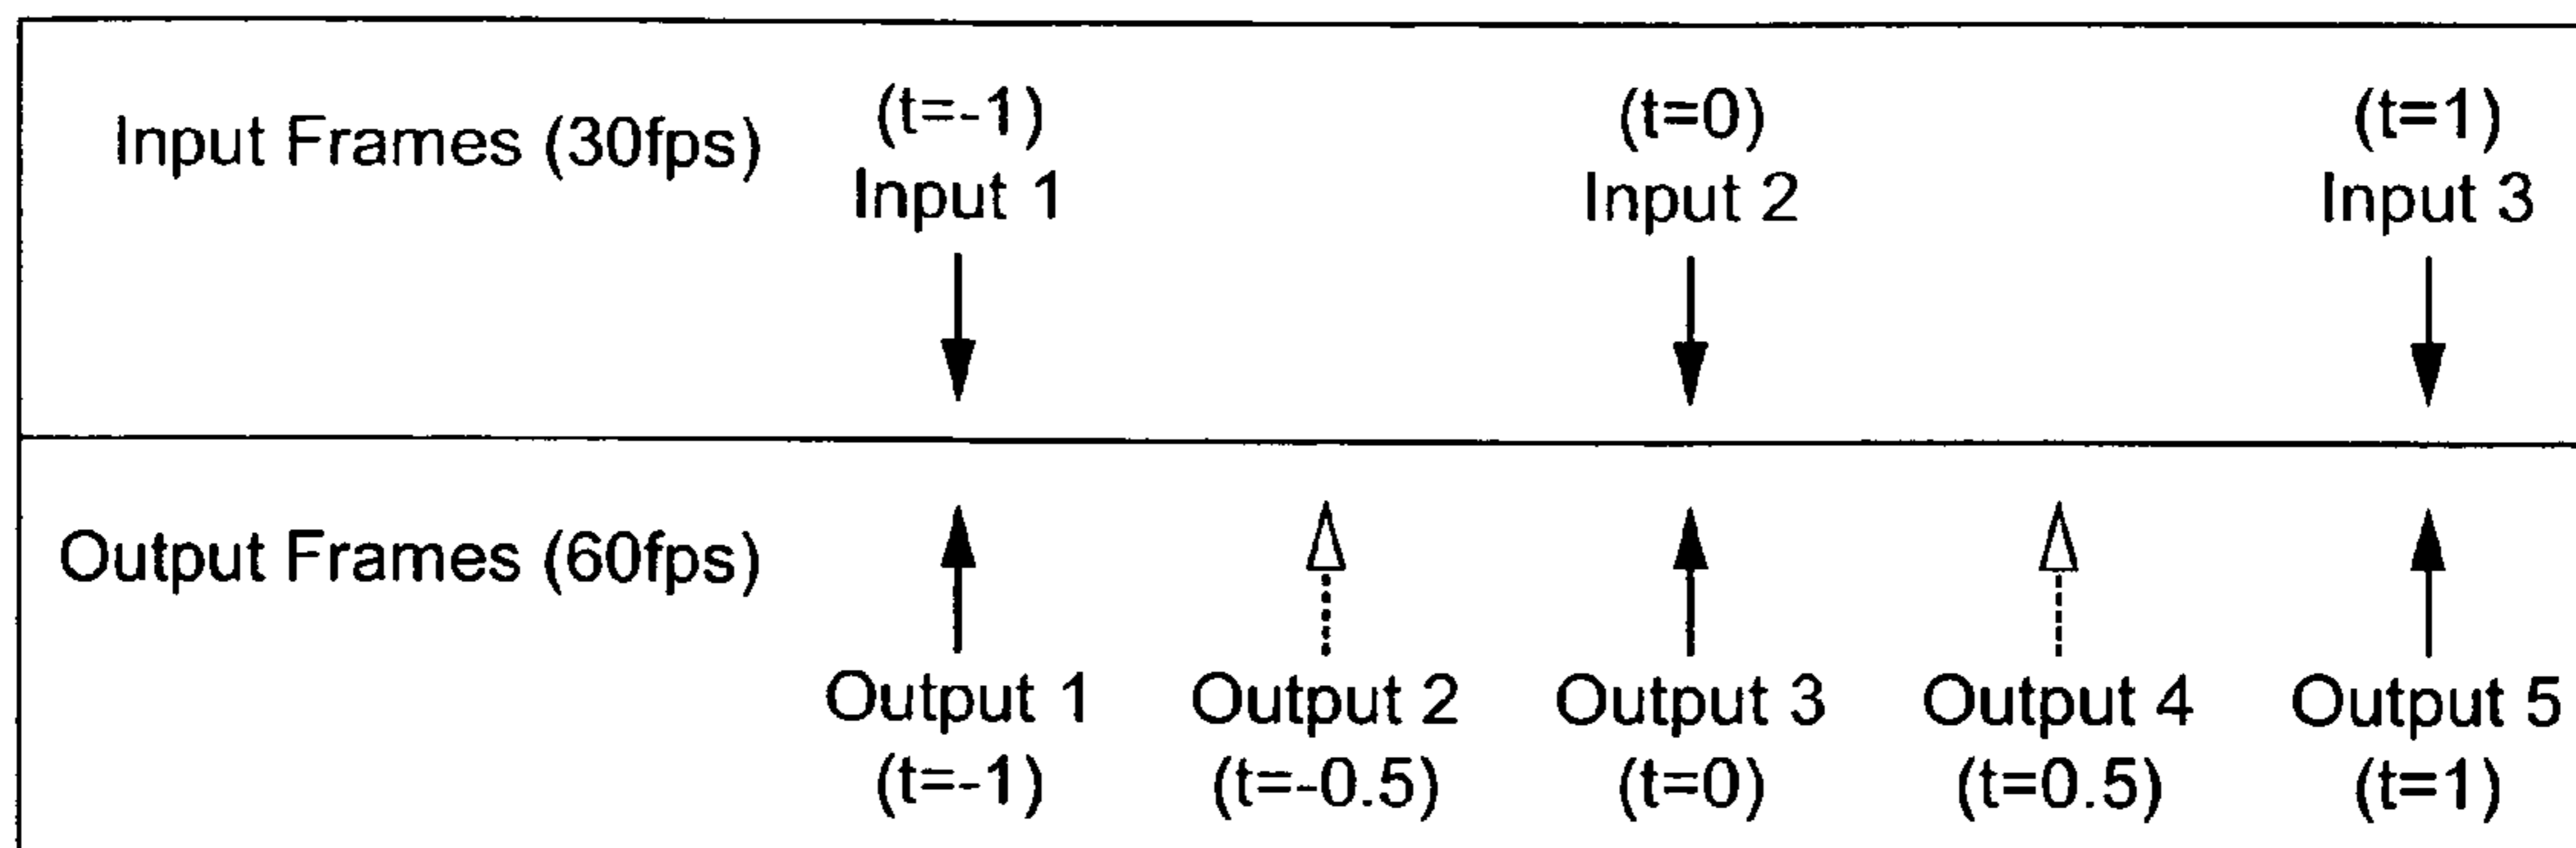 Input Frames (30fps)
(t=-1)
Input 1
(t=0)
Input 2
(t=1)
Input 3
Output Frames (60fps)
Output 1
(t=-1)
Output 2
(t=-0.5)
Output 3
(t=0)
Output 4
(t=0.5)
Output 5
(t=1)